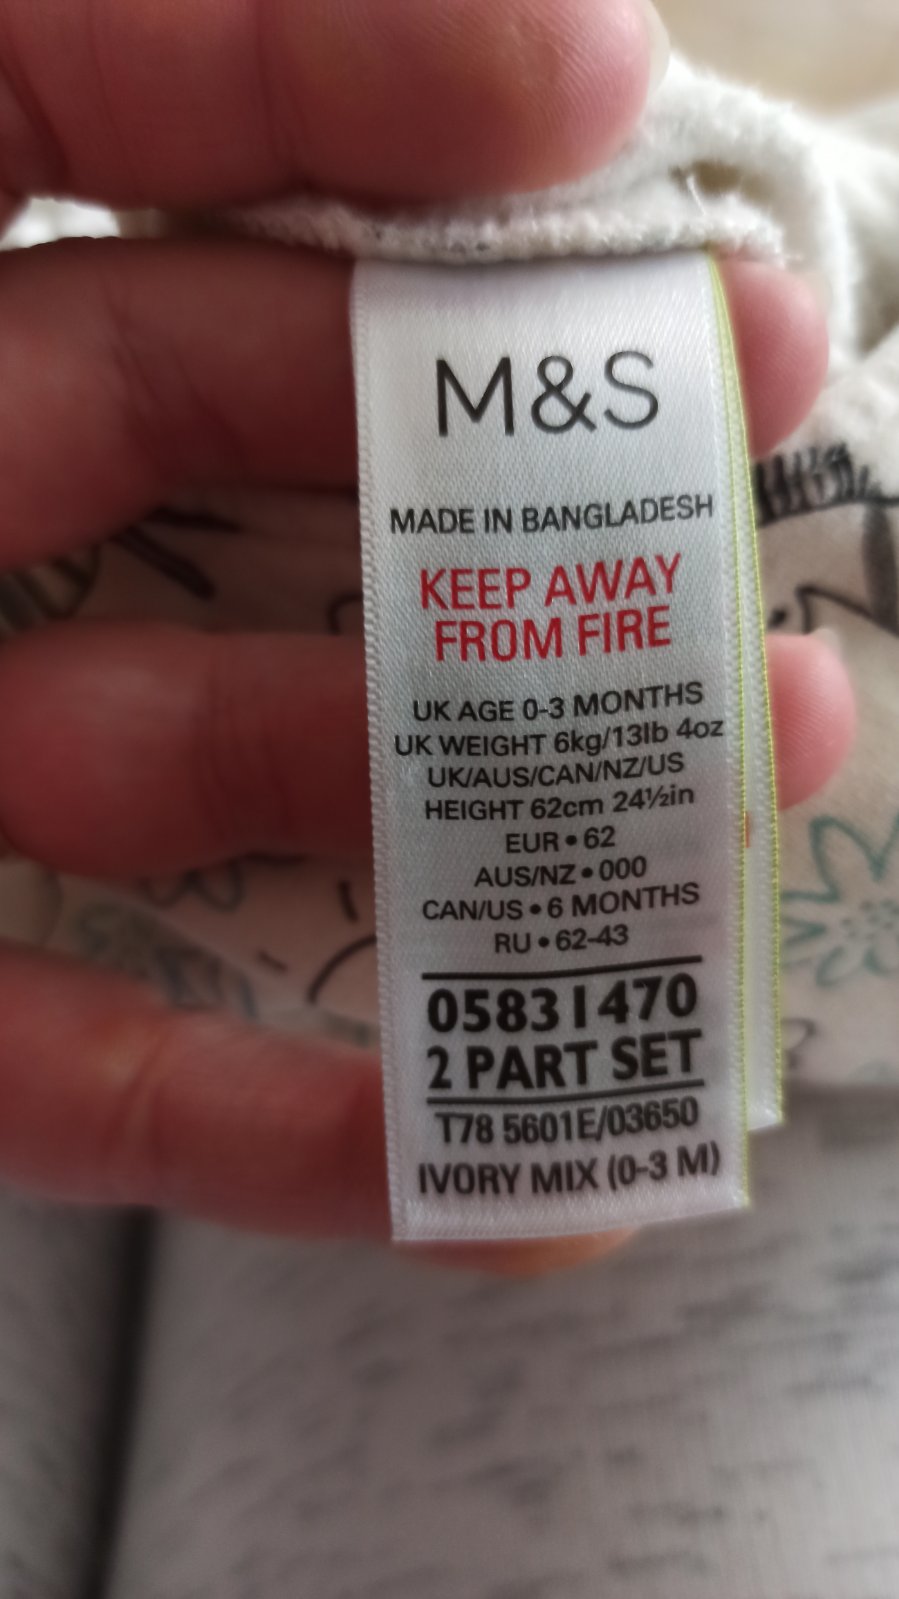 M&S
MADE IN BANGLADESH
KEEP AWAY
FROM FIRE
UK AGE 0-3 MONTHS
UK WEIGHT 6kg/13lb 4oz
UK/AUS/CAN/NZ/US
HEIGHT 62cm 24½in
EUR • 62
AUS/NZ • 000
CAN/US • 6 MONTHS
RU • 62-43
05831470
2 PART SET
T78 5601E/03650
IVORY MIX (0-3 M)